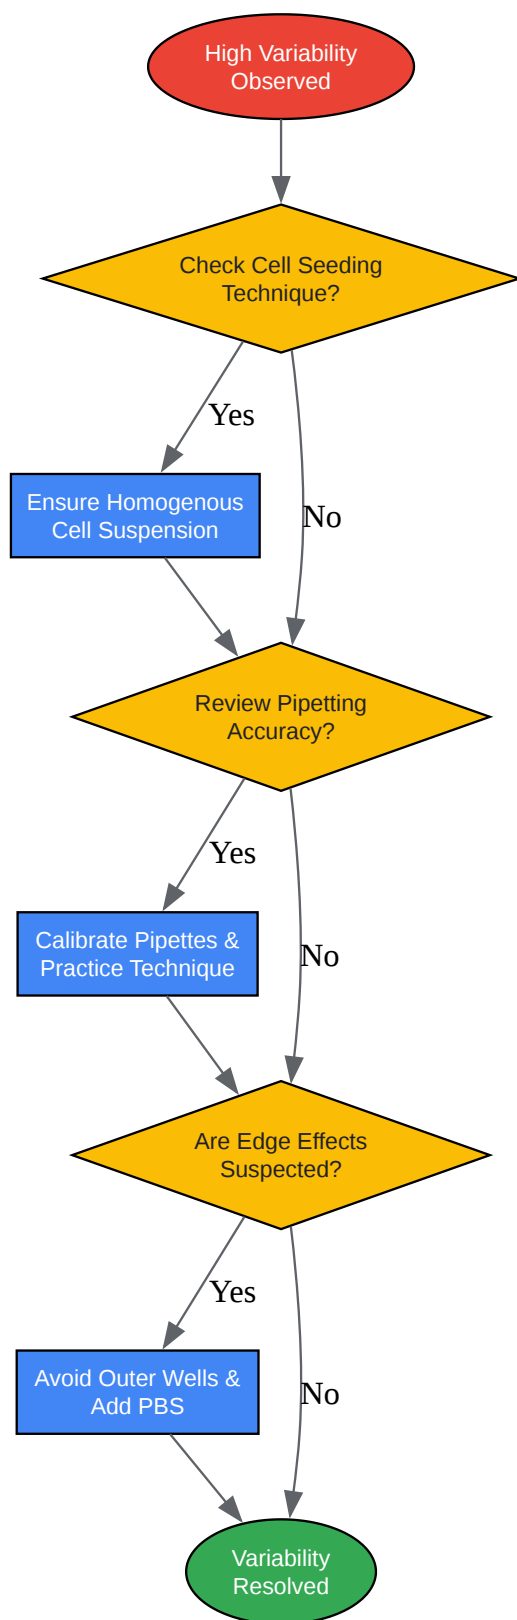 High Variability
Observed
Check Cell Seeding
Technique?
Yes
Ensure Homogenous
Cell Suspension
No
Review Pipetting
Accuracy?
Yes
Calibrate Pipettes &
Practice Technique
No
Are Edge Effects
Suspected?
Yes
Avoid Outer Wells &
Add PBS
No
Variability
Resolved